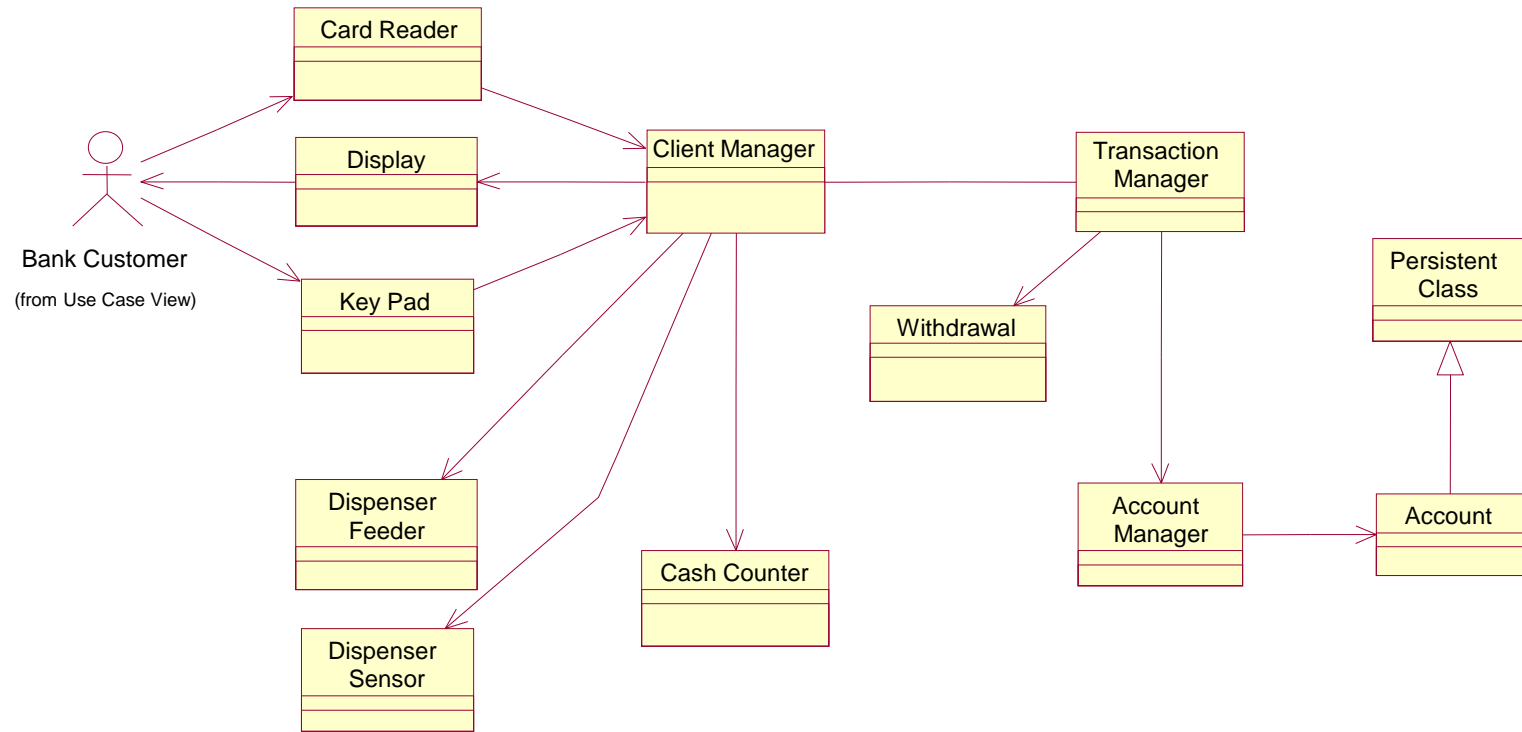 Card Reader
Display
Client Manager
Transaction
Manager
Bank Customer
(from Use Case View)
Key Pad
Withdrawal
Persistent
Class
Dispenser
Feeder
Cash Counter
Account
Manager
Account
Dispenser
Sensor